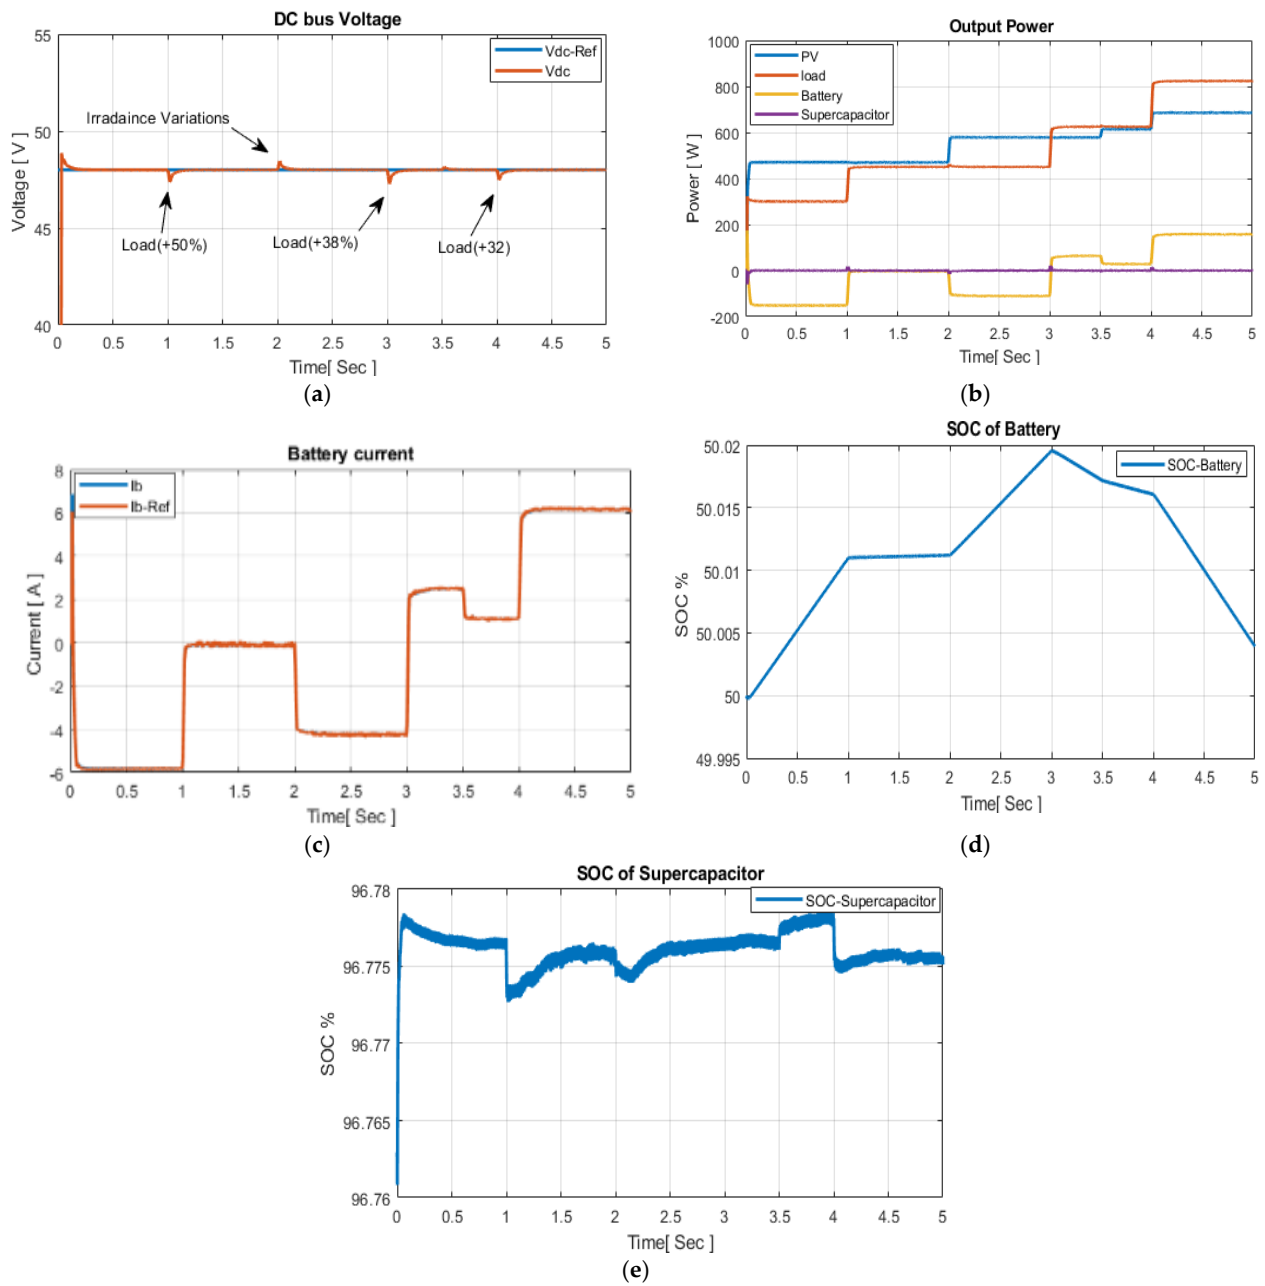 DC bus Voltage
55
50
45
40
Voltage [ V ]
Vdc-Ref
Vdc
Irradaince Variations
Load(+50%)
Load(+38%)
Load(+32)
0 0.5 1 1.5 2 2.5 3 3.5 4 4.5 5
Time[ Sec ]
(a)
Output Power
1000
800
600
400
200
0
-200
Power [ W ]
PV
load
Battery
Supercapacitor
0 0.5 1 1.5 2 2.5 3 3.5 4 4.5 5
Time[ Sec ]
(b)
Battery current
8
6
4
2
0
-2
-4
-6
Current [ A ]
Ib
Ib-Ref
0 0.5 1 1.5 2 2.5 3 3.5 4 4.5 5
Time[ Sec ]
(c)
SOC of Battery
50.02
50.015
50.01
50.005
50
49.995
SOC %
SOC-Battery
0 0.5 1 1.5 2 2.5 3 3.5 4 4.5 5
Time[ Sec ]
(d)
SOC of Supercapacitor
96.78
96.775
96.77
96.765
96.76
SOC %
SOC-Supercapacitor
0 0.5 1 1.5 2 2.5 3 3.5 4 4.5 5
Time[ Sec ]
(e)